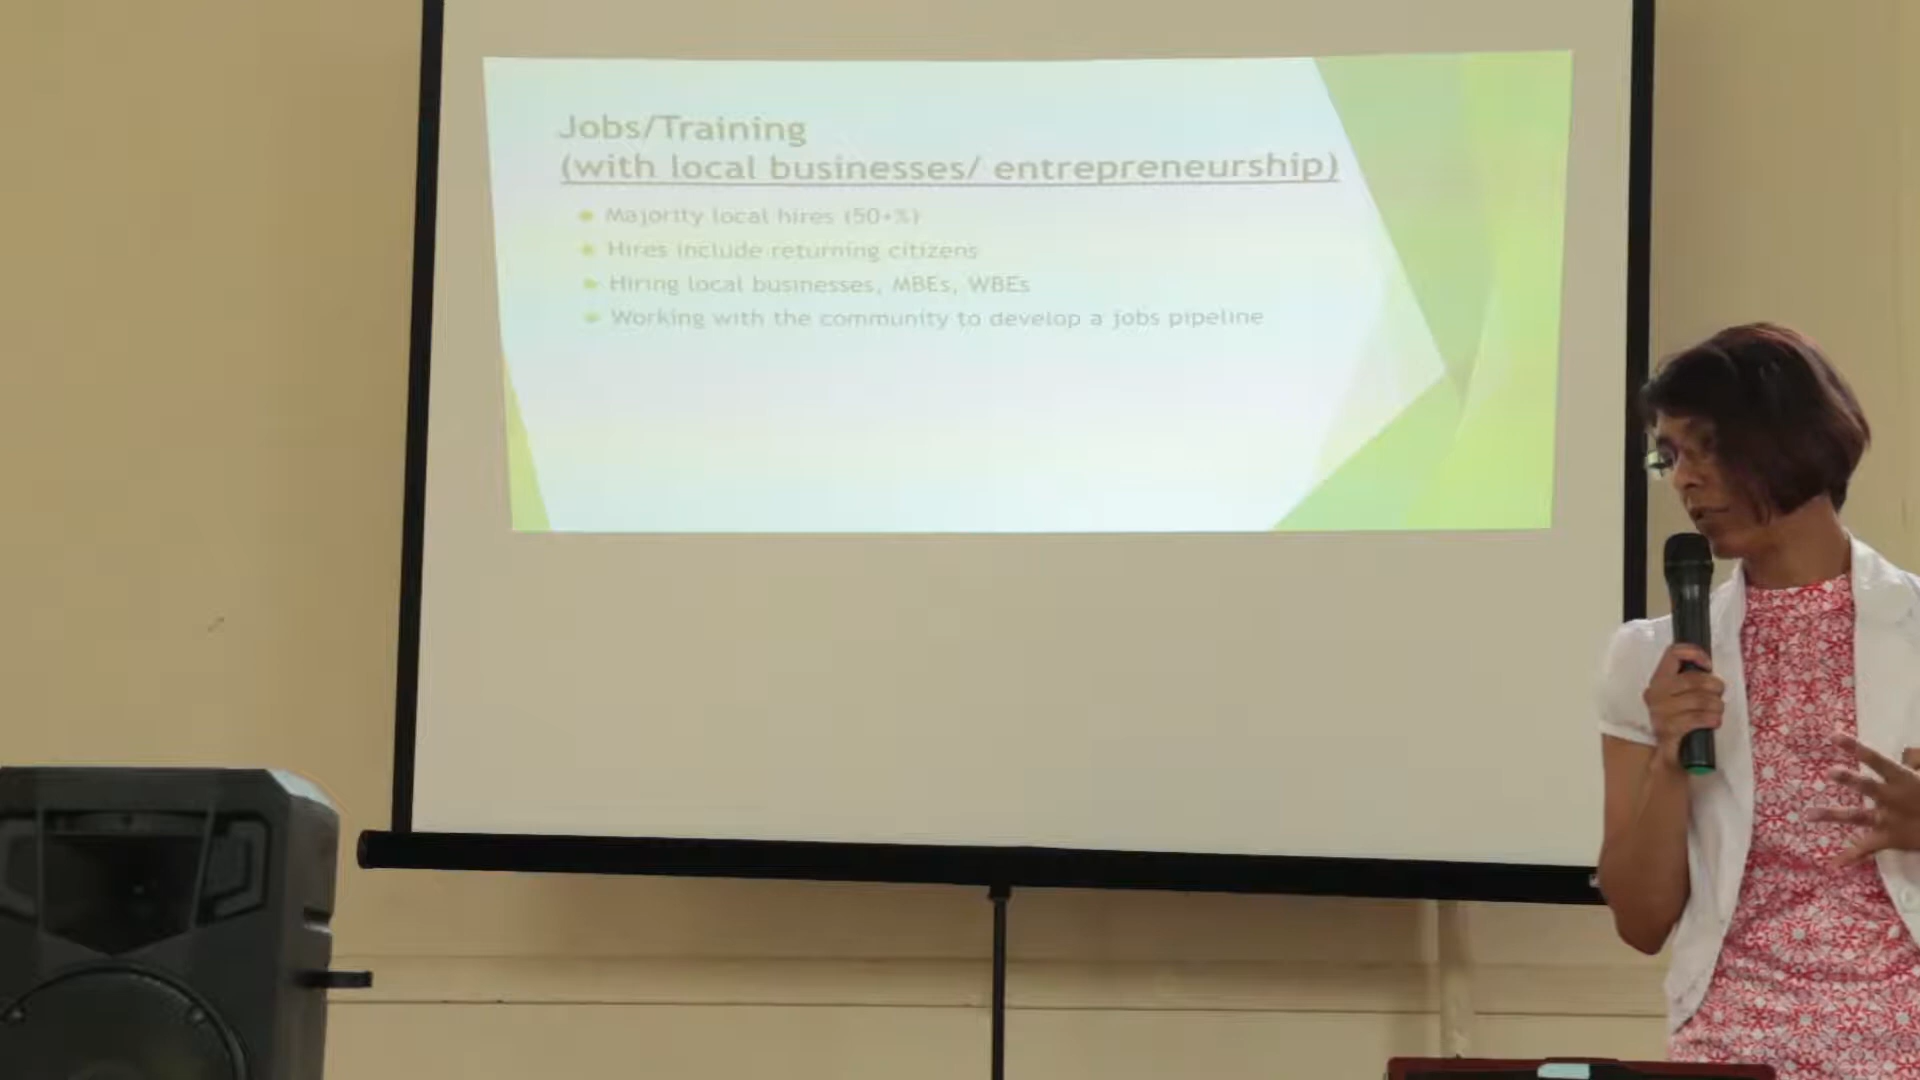 Jobs/Training
(with local businesses/ entrepreneurship)
Majority local hires (50+%)
Hires include returning citizens
Hiring local businesses, MBEs, WBEs
Working with the community to develop a jobs pipeline